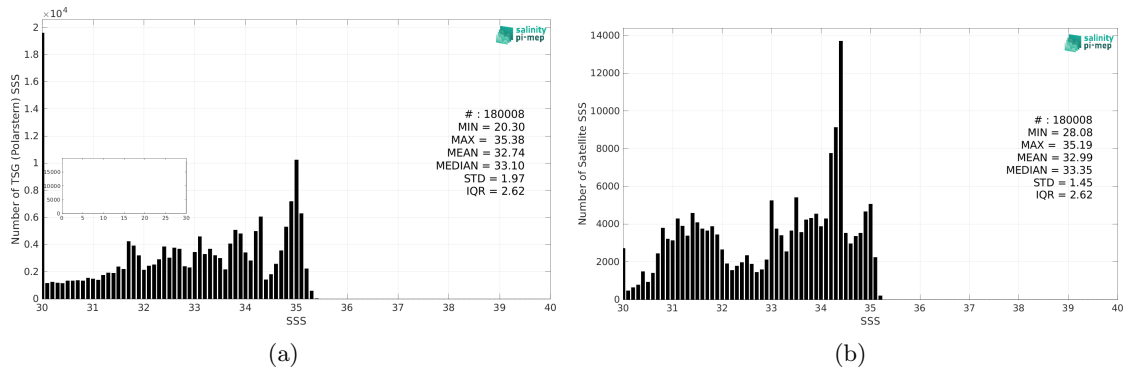 ×10⁴
2
1.8
1.6
1.4
1.2
1
0.8
0.6
0.4
0.2
0
Number of TSG (Polarstern) SSS
salinity
pi-mep
# : 180008
MIN = 20.30
MAX = 35.38
MEAN = 32.74
MEDIAN = 33.10
STD = 1.97
IQR = 2.62
15000
10000
5000
0
0 5 10 15 20 25 30
30 31 32 33 34 35 36 37 38 39 40
SSS
(a)
14000
12000
10000
8000
6000
4000
2000
0
Number of Satellite SSS
salinity
pi-mep
# : 180008
MIN = 28.08
MAX = 35.19
MEAN = 32.99
MEDIAN = 33.35
STD = 1.45
IQR = 2.62
30 31 32 33 34 35 36 37 38 39 40
SSS
(b)